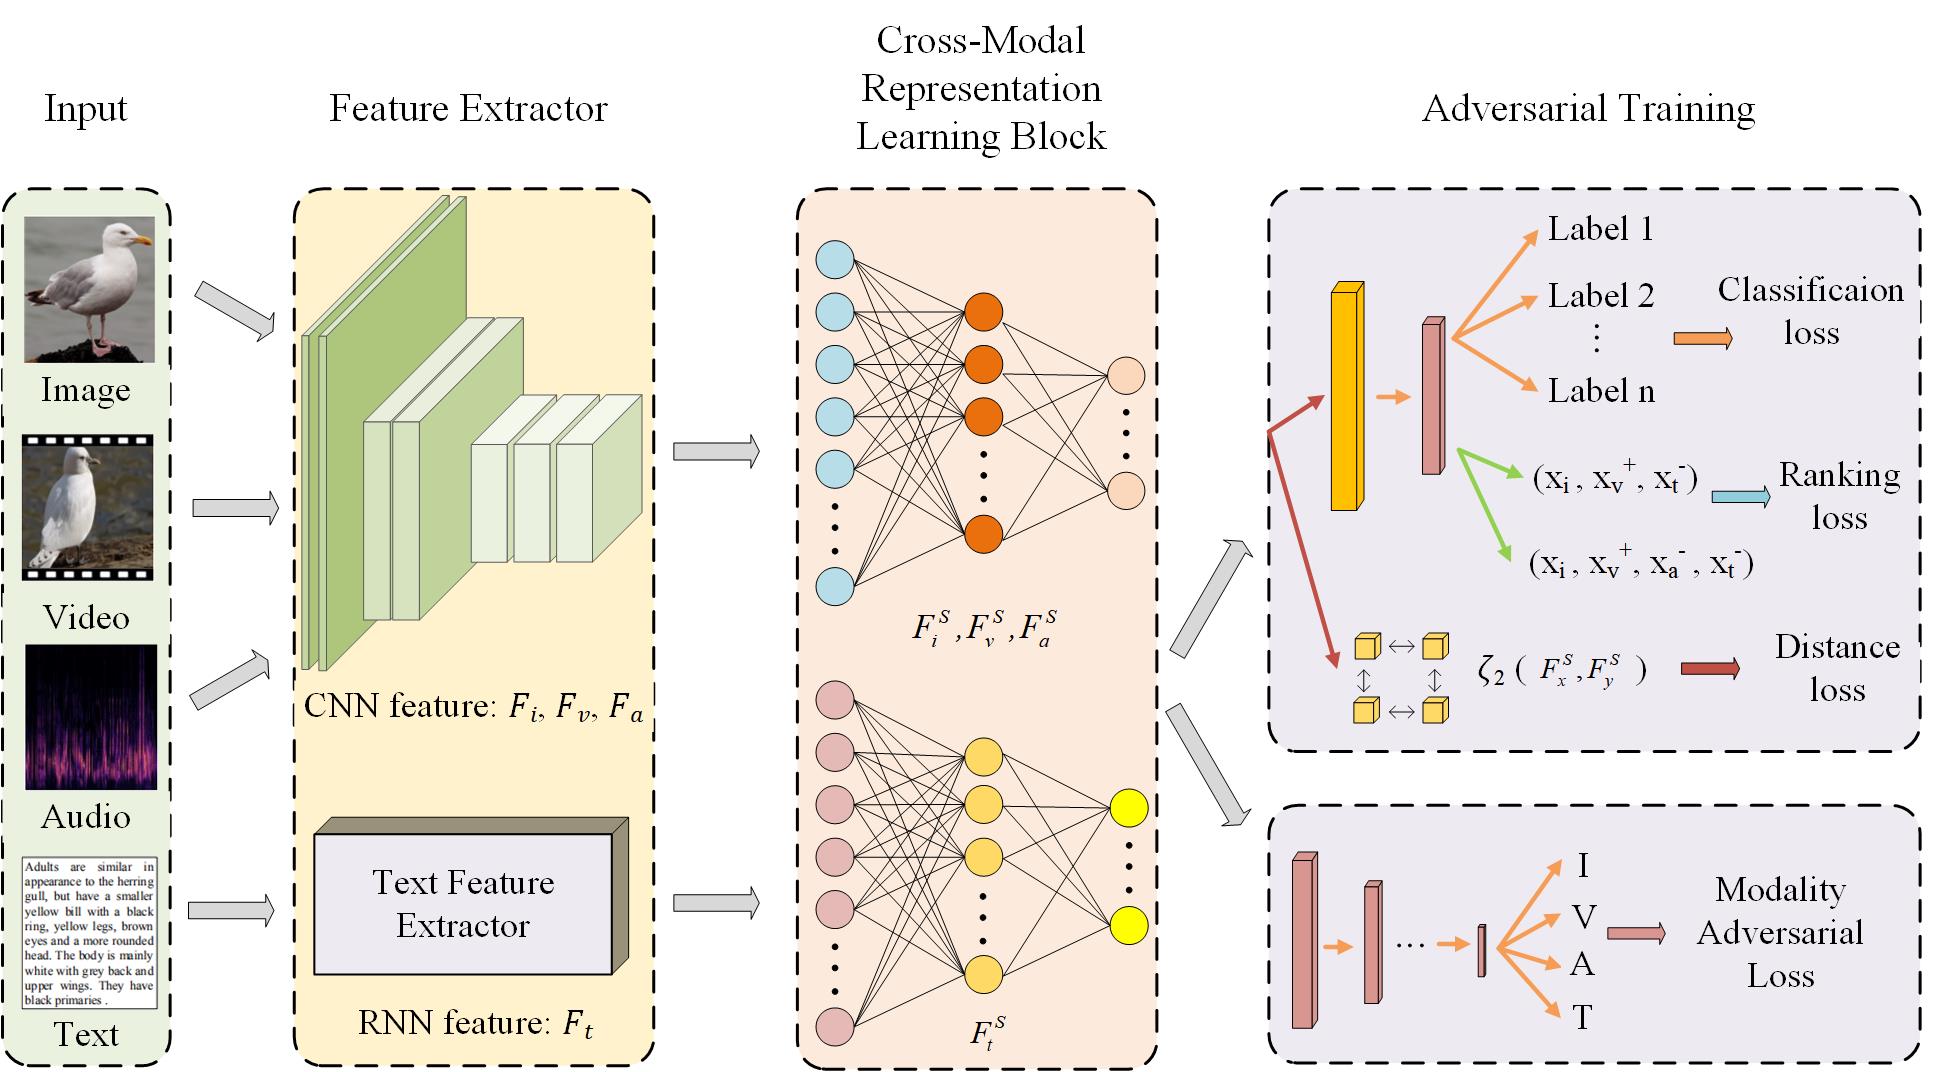 Input
Feature Extractor
Cross-Modal
Representation
Learning Block
Adversarial Training
Image
Video
Audio
Adults are similar in
appearance to the herring
gull, but have a smaller
yellow bill with a black
ring, yellow legs, brown
eyes and a more rounded
head. The body is mainly
white with grey back and
upper wings. They have
black primaries .
Text
CNN feature: F_i, F_v, F_a
Text Feature
Extractor
RNN feature: F_t
F_i^S, F_v^S, F_a^S
F_t^S
Label 1
Label 2
⋮
Label n
Classificaion
loss
(x_i, x_v^+, x_t^-)
Ranking
loss
(x_i, x_v^+, x_a^-, x_t^-)
ζ_2 ( F_x^S, F_y^S )
Distance
loss
...
I
V
A
T
Modality
Adversarial
Loss